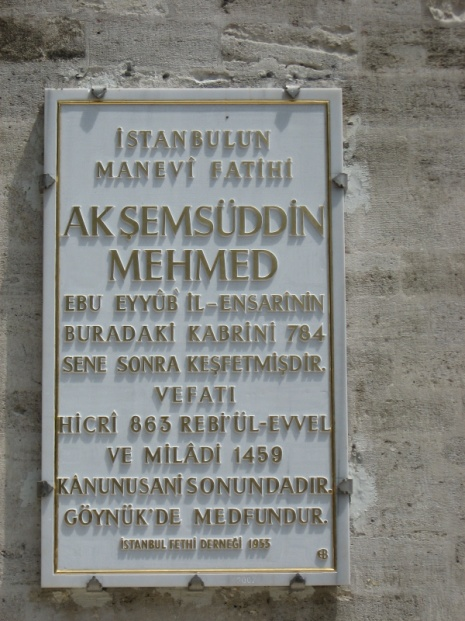 İSTANBULUN
MANEVİ FATİHİ
AKŞEMSÜDDİN
MEHMED
EBU EYYÛB İL-ENSARİNİN
BURADAKİ KABRİNİ 784
SENE SONRA KEŞFETMİŞDİR.
VEFATI
HİCRÎ 863 REBİ'ÜL-EVVEL
VE MİLÂDİ 1459
KÂNUNUSANİ SONUNDADIR.
GÖYNÜK'DE MEDFUNDUR.
İSTANBUL FETHİ DERNEĞİ 1953